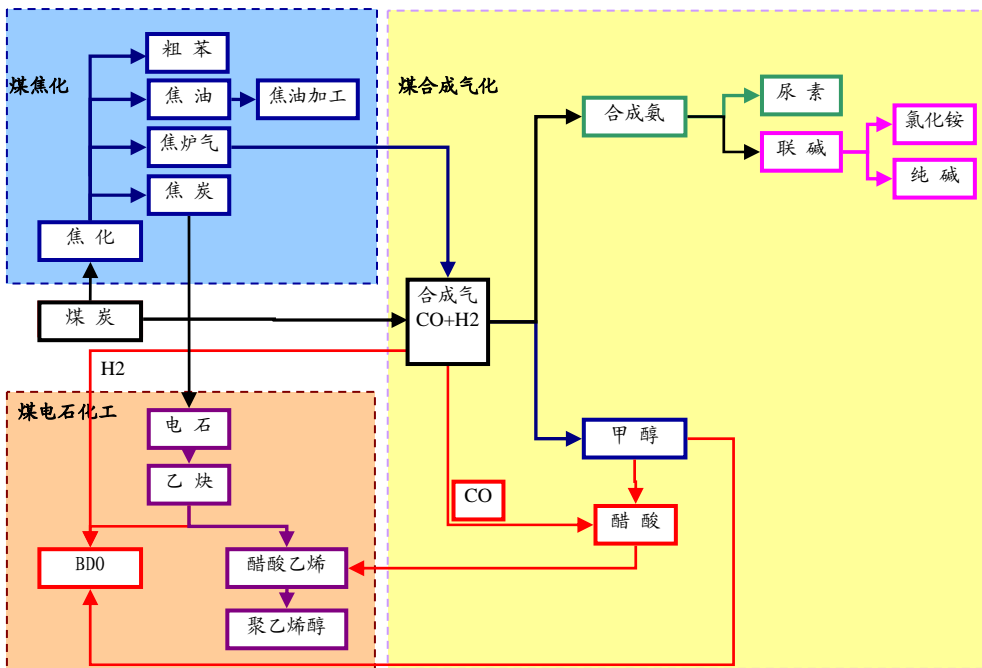 煤焦化
粗 苯
焦 油
焦油加工
焦炉气
焦 炭
焦 化
煤 炭
煤合成气化
合成氨
尿 素
联 碱
氯化铵
纯 碱
合成气
CO+H2
H2
煤电石化工
电 石
乙 炔
BDO
醋酸乙烯
聚乙烯醇
甲 醇
CO
醋 酸